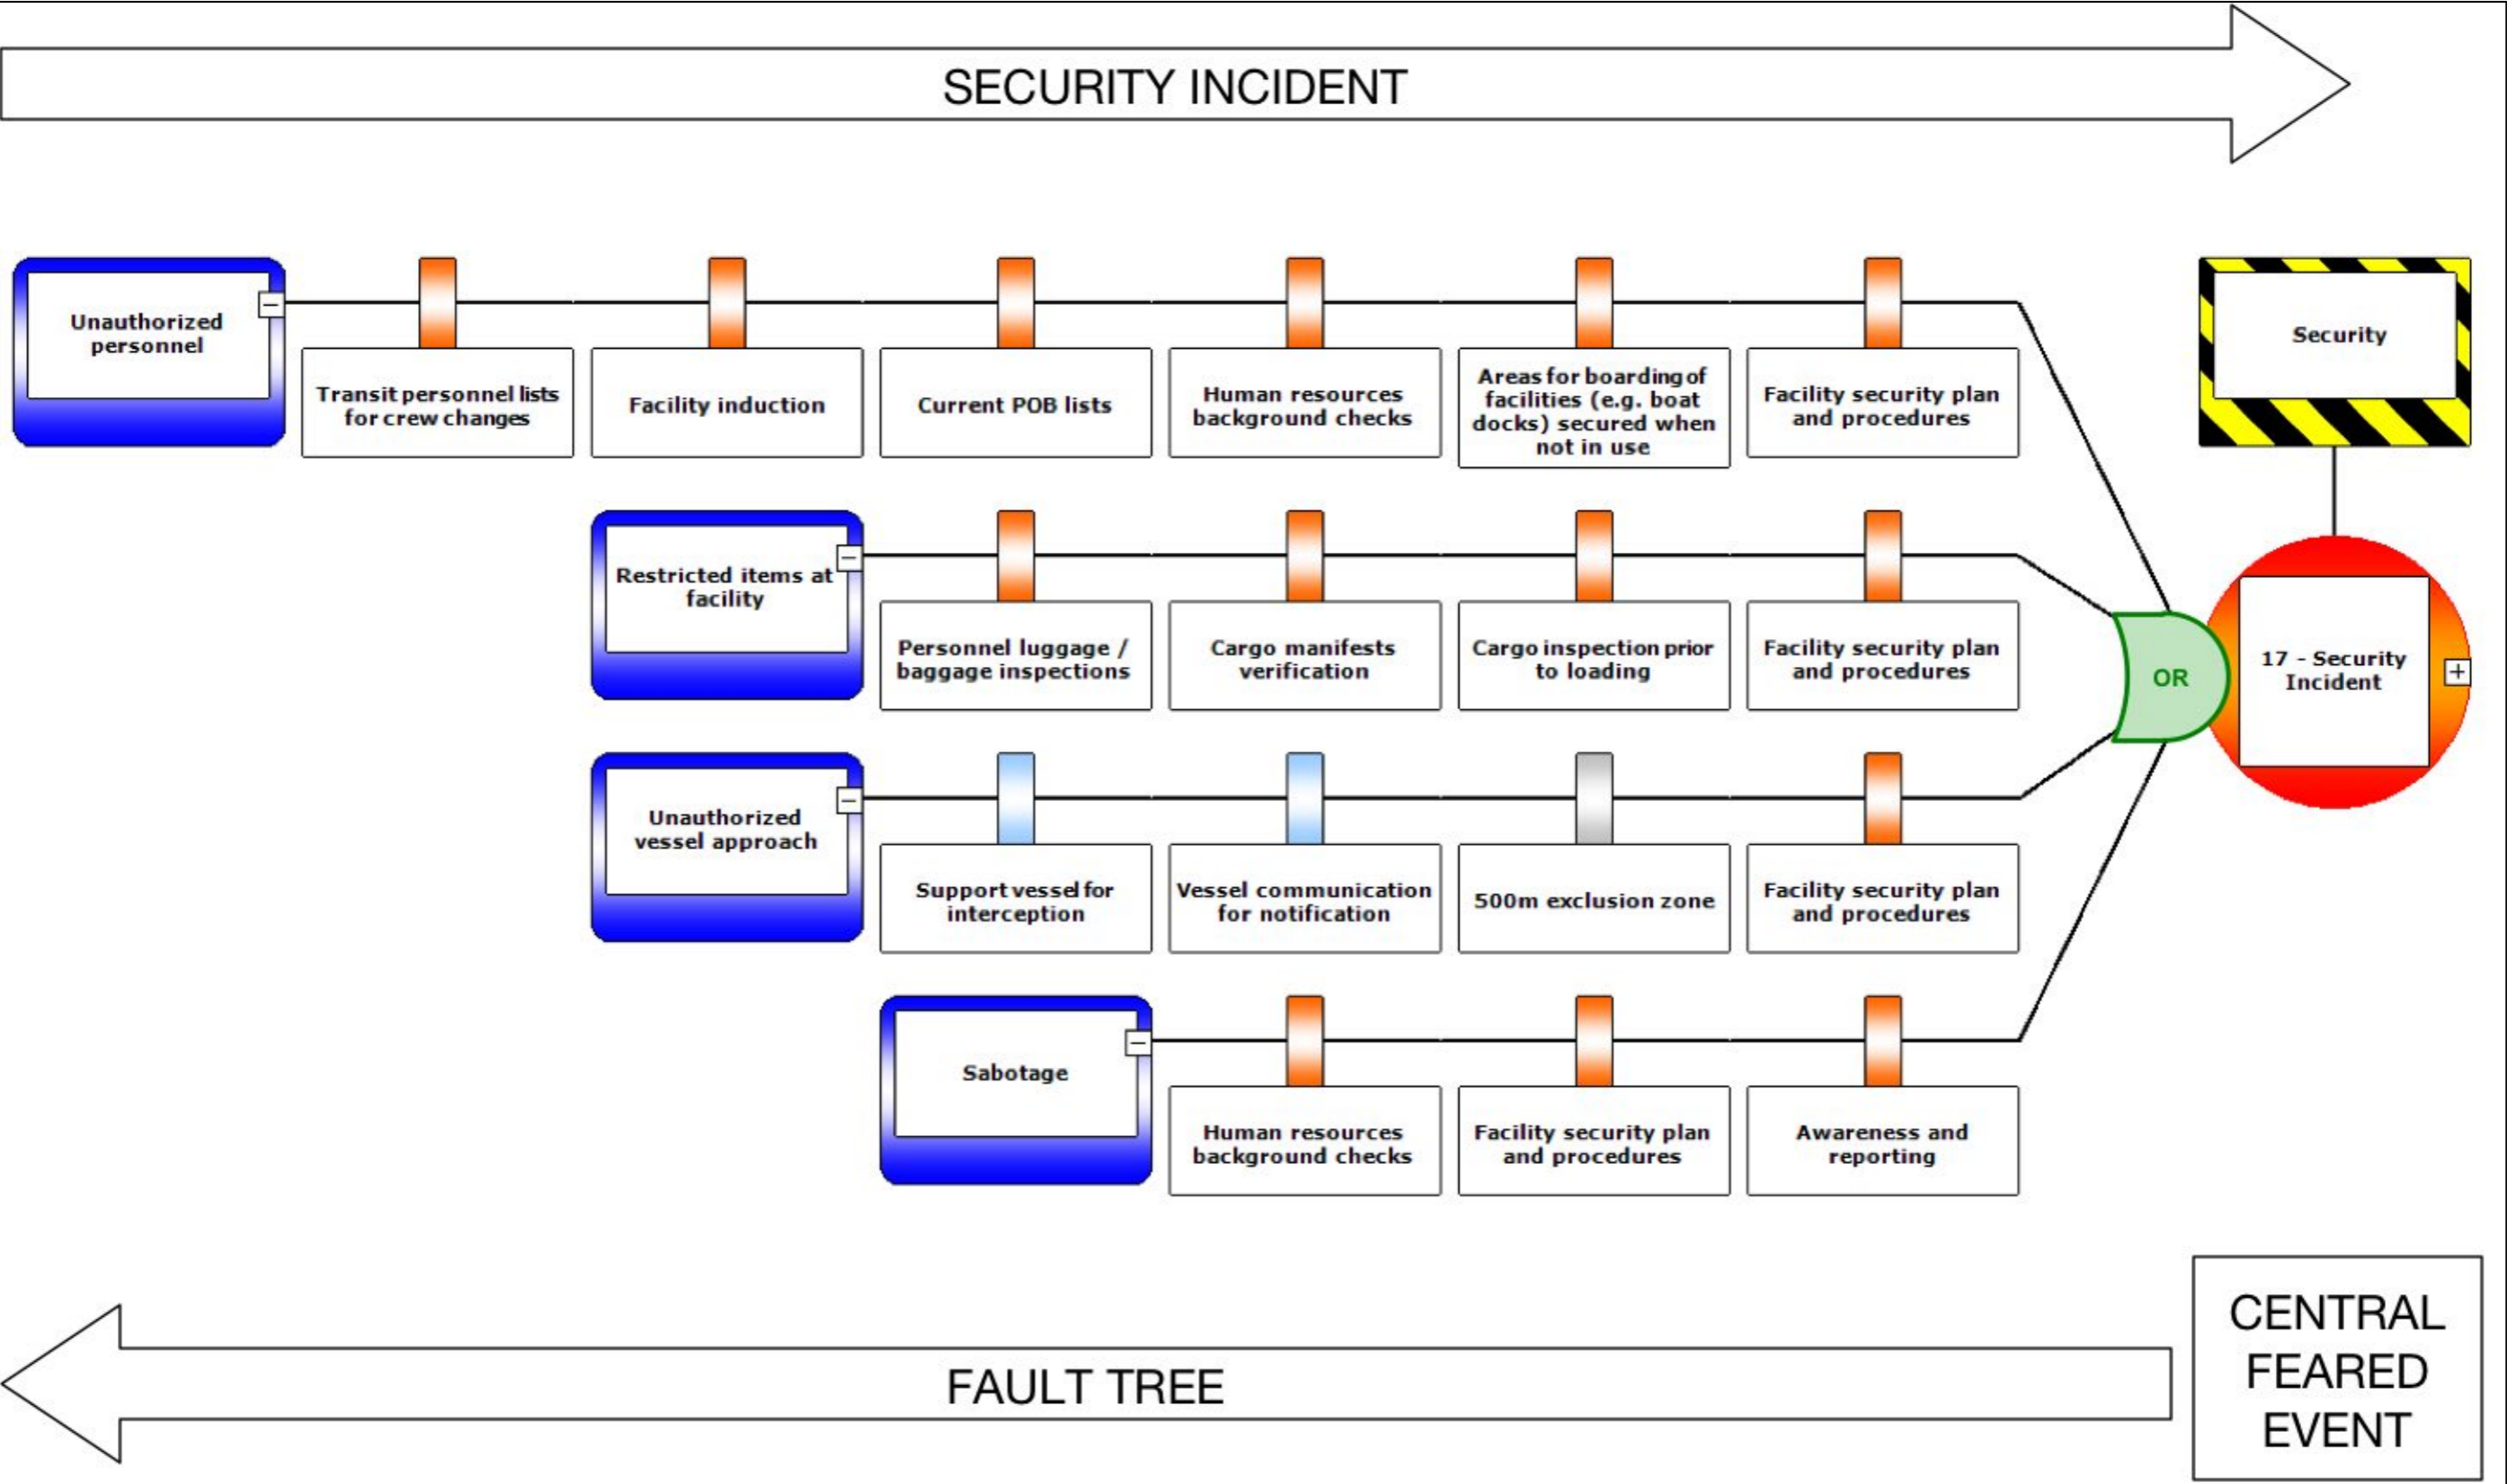 SECURITY INCIDENT
Unauthorized
personnel
Transit personnel lists
for crew changes
Facility induction
Current POB lists
Human resources
background checks
Areas for boarding of
facilities (e.g. boat
docks) secured when
not in use
Facility security plan
and procedures
Security
Restricted items at
facility
Personnel luggage /
baggage inspections
Cargo manifests
verification
Cargo inspection prior
to loading
Facility security plan
and procedures
OR
17 - Security
Incident
Unauthorized
vessel approach
Support vessel for
interception
Vessel communication
for notification
500m exclusion zone
Facility security plan
and procedures
Sabotage
Human resources
background checks
Facility security plan
and procedures
Awareness and
reporting
FAULT TREE
CENTRAL
FEARED
EVENT